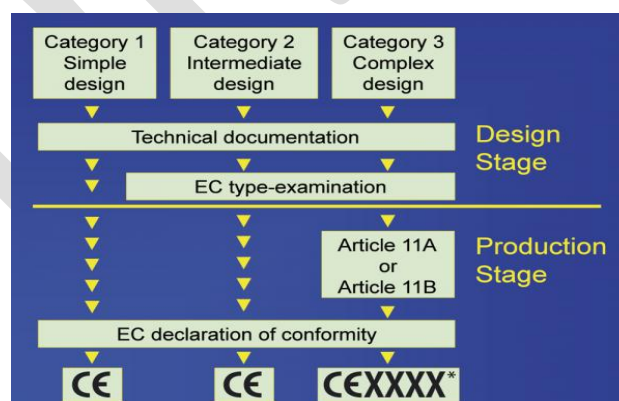 Category 1
Simple
design
Category 2
Intermediate
design
Category 3
Complex
design
Technical documentation
Design
Stage
EC type-examination
Article 11A
or
Article 11B
Production
Stage
EC declaration of conformity
CE
CE
CEXXXX*